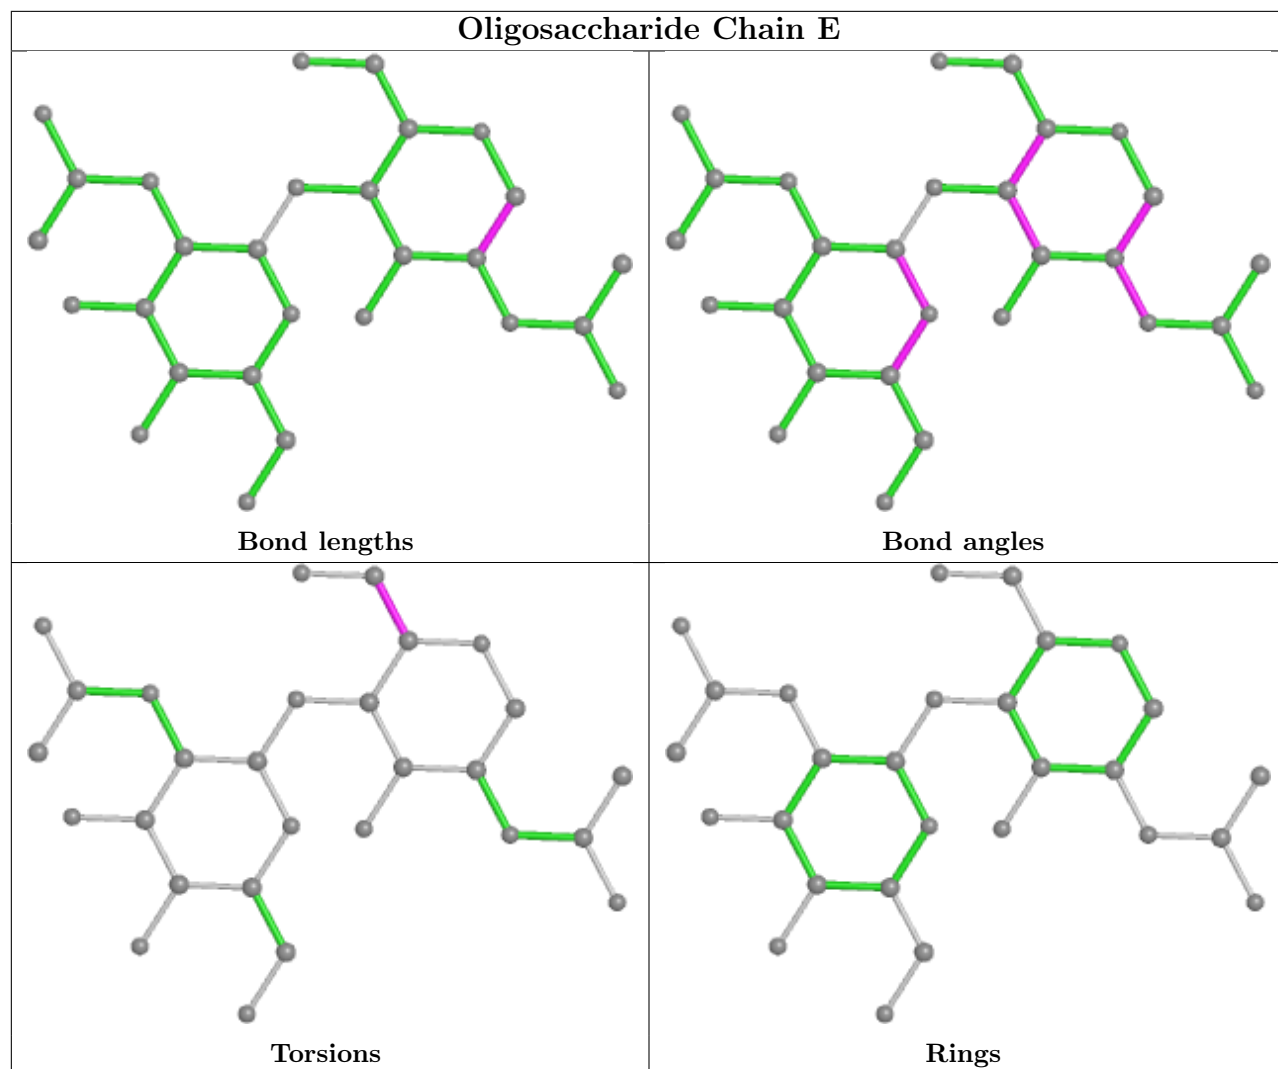 Oligosaccharide Chain E
Bond lengths
Bond angles
Torsions
Rings